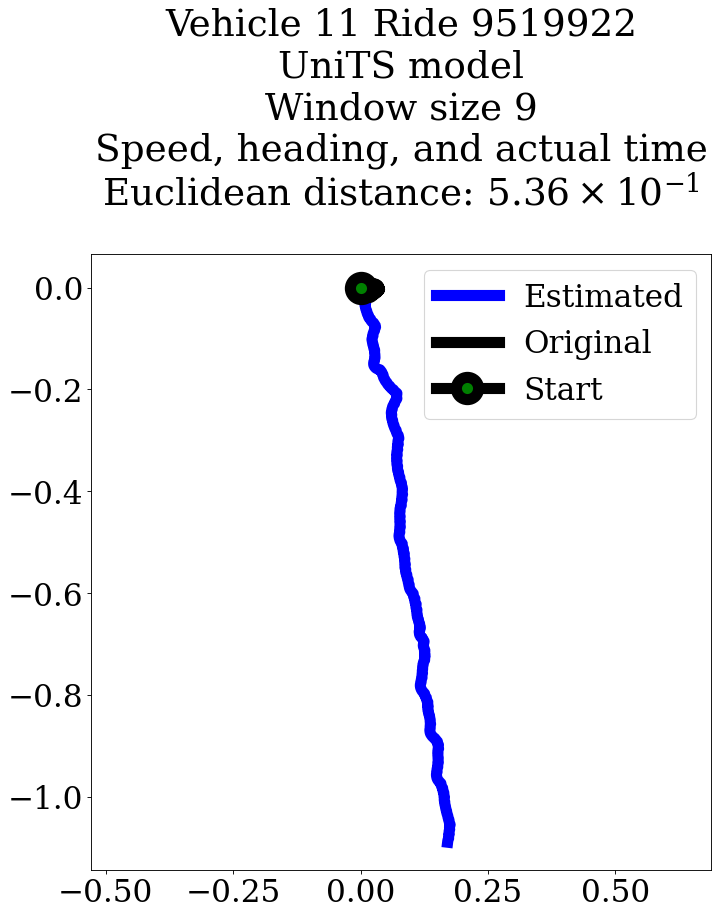 Vehicle 11 Ride 9519922
UniTS model
Window size 9
Speed, heading, and actual time
Euclidean distance: 5.36 × 10⁻¹
Estimated
Original
Start
0.0
−0.2
−0.4
−0.6
−0.8
−1.0
−0.50 −0.25 0.00 0.25 0.50